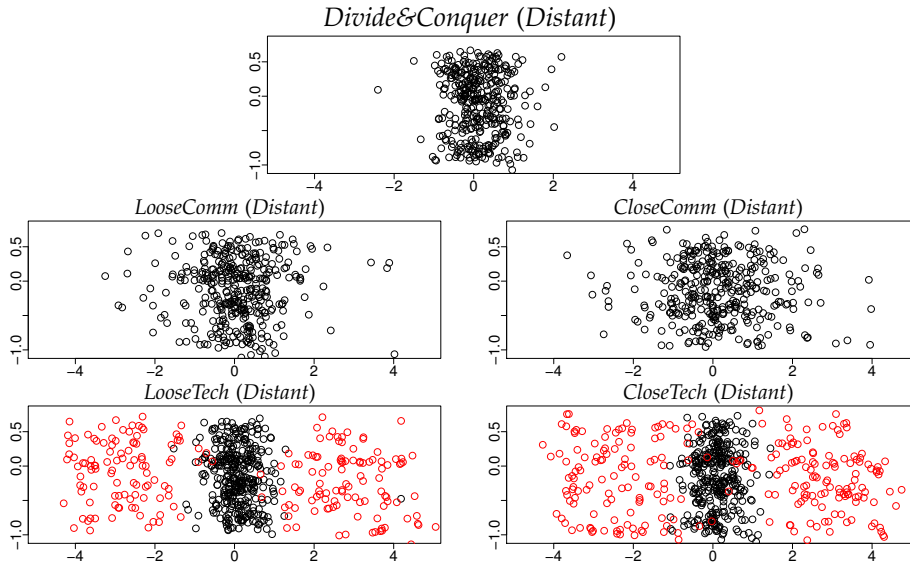 Divide&Conquer (Distant)
0.5
0.0
−1.0
−4 −2 0 2 4
LooseComm (Distant) CloseComm (Distant)
0.5 0.5
0.0 0.0
−1.0 −1.0
−4 −2 0 2 4 −4 −2 0 2 4
LooseTech (Distant) CloseTech (Distant)
0.5 0.5
0.0 0.0
−1.0 −1.0
−4 −2 0 2 4 −4 −2 0 2 4